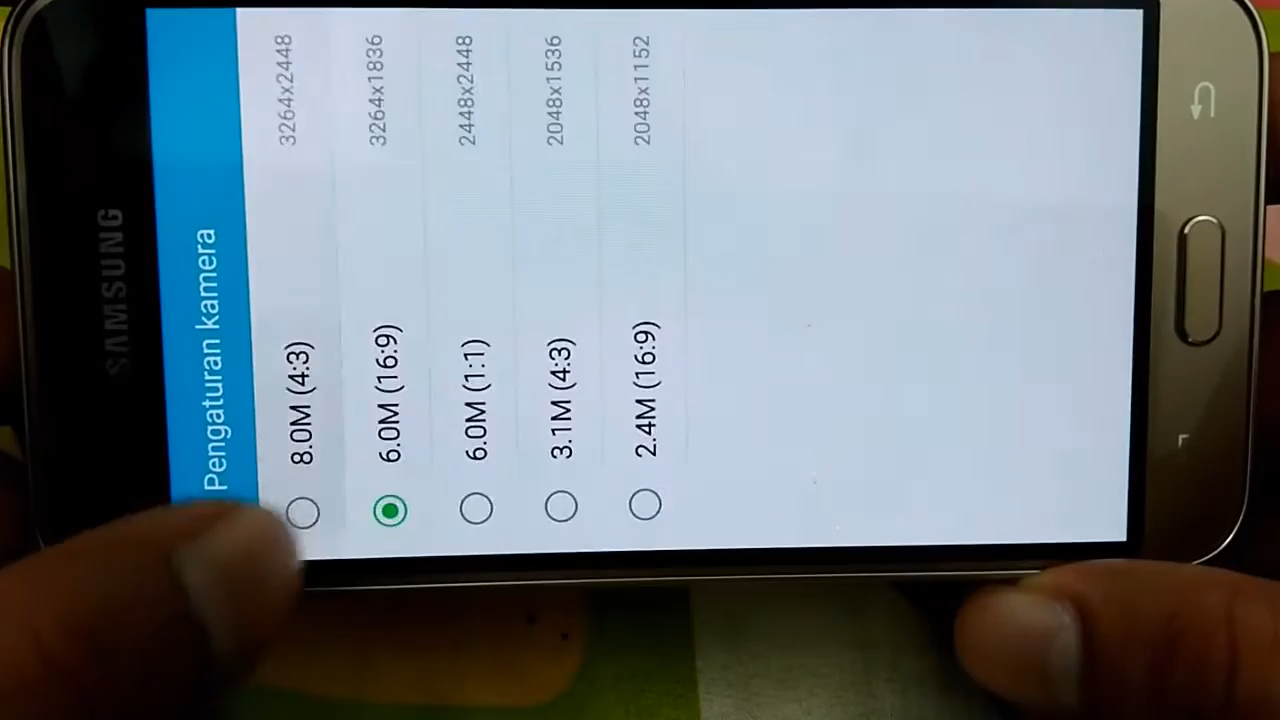 SAMSUNG
Pengaturan kamera
8.0M (4:3) 3264x2448
6.0M (16:9) 3264x1836
6.0M (1:1) 2448x2448
3.1M (4:3) 2048x1536
2.4M (16:9) 2048x1152